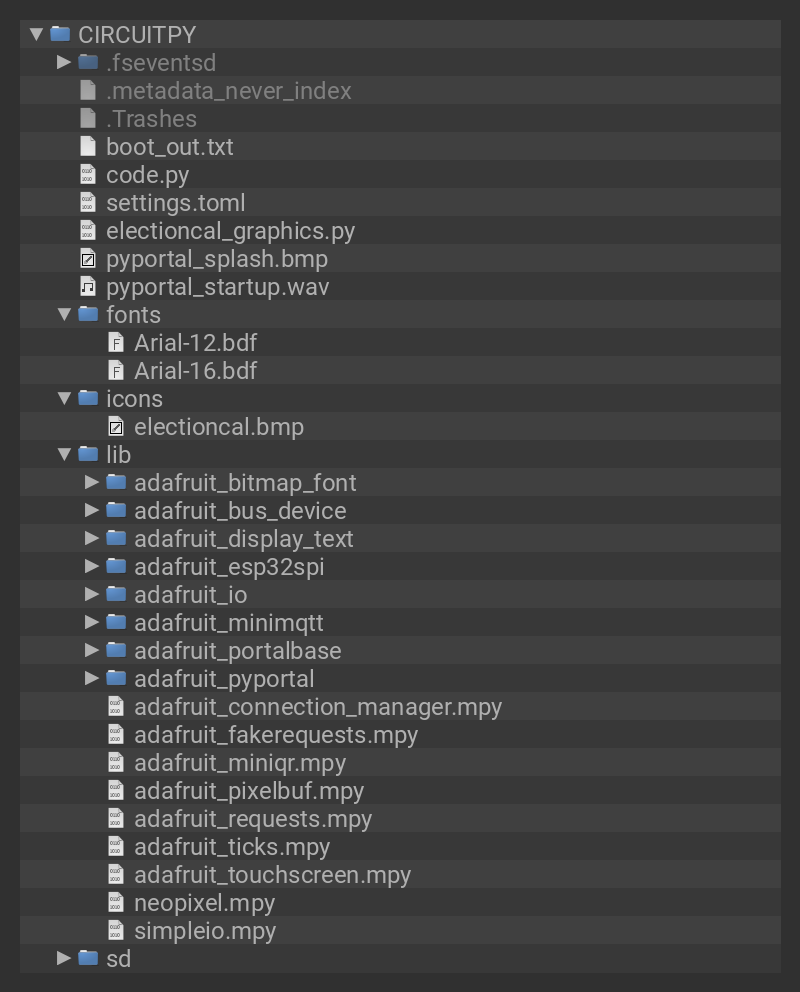 CIRCUITPY
.fseventsd
.metadata_never_index
.Trashes
boot_out.txt
code.py
settings.toml
electioncal_graphics.py
pyportal_splash.bmp
pyportal_startup.wav
fonts
Arial-12.bdf
Arial-16.bdf
icons
electioncal.bmp
lib
adafruit_bitmap_font
adafruit_bus_device
adafruit_display_text
adafruit_esp32spi
adafruit_io
adafruit_minimqtt
adafruit_portalbase
adafruit_pyportal
adafruit_connection_manager.mpy
adafruit_fakerequests.mpy
adafruit_miniqr.mpy
adafruit_pixelbuf.mpy
adafruit_requests.mpy
adafruit_ticks.mpy
adafruit_touchscreen.mpy
neopixel.mpy
simpleio.mpy
sd